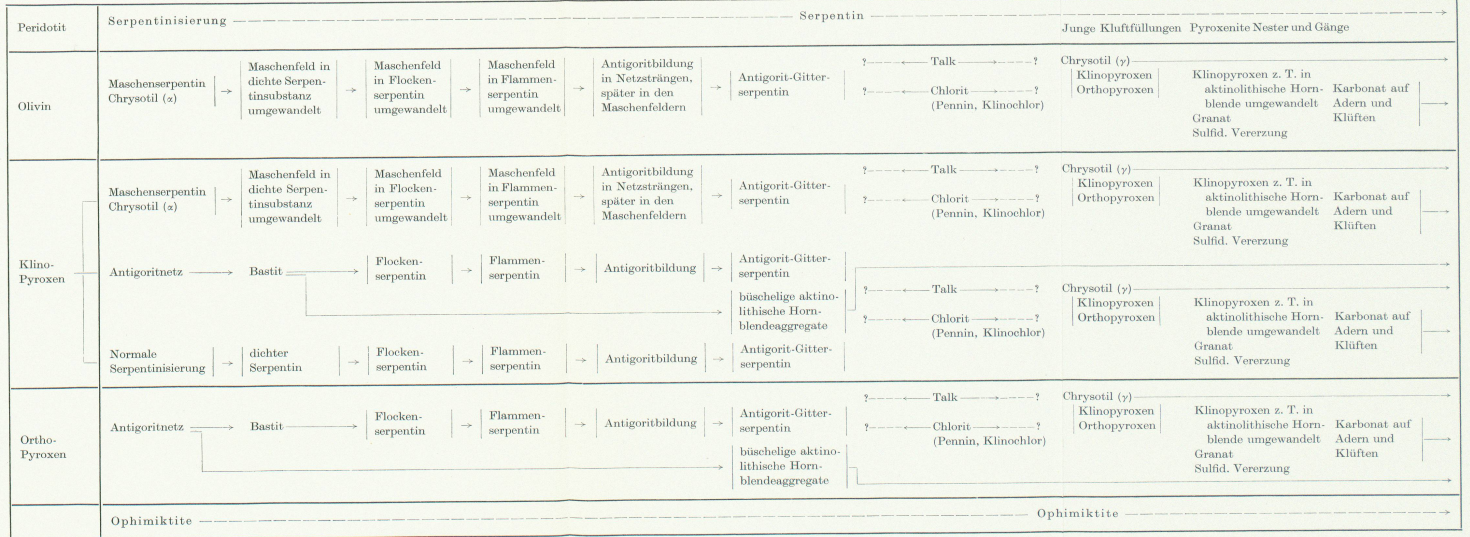 Peridotit
Serpentinisierung
Serpentin
Junge Kluftfüllungen
Pyroxenite Nester und Gänge
Olivin
Maschenserpentin
Chrysotil (α)
Maschenfeld in
dichte Serpen-
tinsubstanz
umgewandelt
Maschenfeld
in Flocken-
serpentin
umgewandelt
Maschenfeld
in Flammen-
serpentin
umgewandelt
Antigoritbildung
in Netzsträngen,
später in den
Maschenfeldern
Antigorit-Gitter-
serpentin
? Talk ?
? Chlorit ?
(Pennin, Klinochlor)
Chrysotil (γ)
Klinopyroxen
Orthopyroxen
Klinopyroxen z. T. in
aktinolithische Horn-
blende umgewandelt
Granat
Sulfid. Vererzung
Karbonat auf
Adern und
Klüften
Klino-
Pyroxen
Maschenserpentin
Chrysotil (α)
Maschenfeld in
dichte Serpen-
tinsubstanz
umgewandelt
Maschenfeld
in Flocken-
serpentin
umgewandelt
Maschenfeld
in Flammen-
serpentin
umgewandelt
Antigoritbildung
in Netzsträngen,
später in den
Maschenfeldern
Antigorit-Gitter-
serpentin
? Talk ?
? Chlorit ?
(Pennin, Klinochlor)
Chrysotil (γ)
Klinopyroxen
Orthopyroxen
Klinopyroxen z. T. in
aktinolithische Horn-
blende umgewandelt
Granat
Sulfid. Vererzung
Karbonat auf
Adern und
Klüften
Antigoritnetz
Bastit
Flocken-
serpentin
Flammen-
serpentin
Antigoritbildung
Antigorit-Gitter-
serpentin
büschelige aktino-
lithische Horn-
blendeaggregate
? Talk ?
? Chlorit ?
(Pennin, Klinochlor)
Chrysotil (γ)
Klinopyroxen
Orthopyroxen
Klinopyroxen z. T. in
aktinolithische Horn-
blende umgewandelt
Granat
Sulfid. Vererzung
Karbonat auf
Adern und
Klüften
Normale
Serpentinisierung
dichter
Serpentin
Flocken-
serpentin
Flammen-
serpentin
Antigoritbildung
Antigorit-Gitter-
serpentin
Ortho-
Pyroxen
Antigoritnetz
Bastit
Flocken-
serpentin
Flammen-
serpentin
Antigoritbildung
Antigorit-Gitter-
serpentin
büschelige aktino-
lithische Horn-
blendeaggregate
? Talk ?
? Chlorit ?
(Pennin, Klinochlor)
Chrysotil (γ)
Klinopyroxen
Orthopyroxen
Klinopyroxen z. T. in
aktinolithische Horn-
blende umgewandelt
Granat
Sulfid. Vererzung
Karbonat auf
Adern und
Klüften
Ophimiktite
Ophimiktite